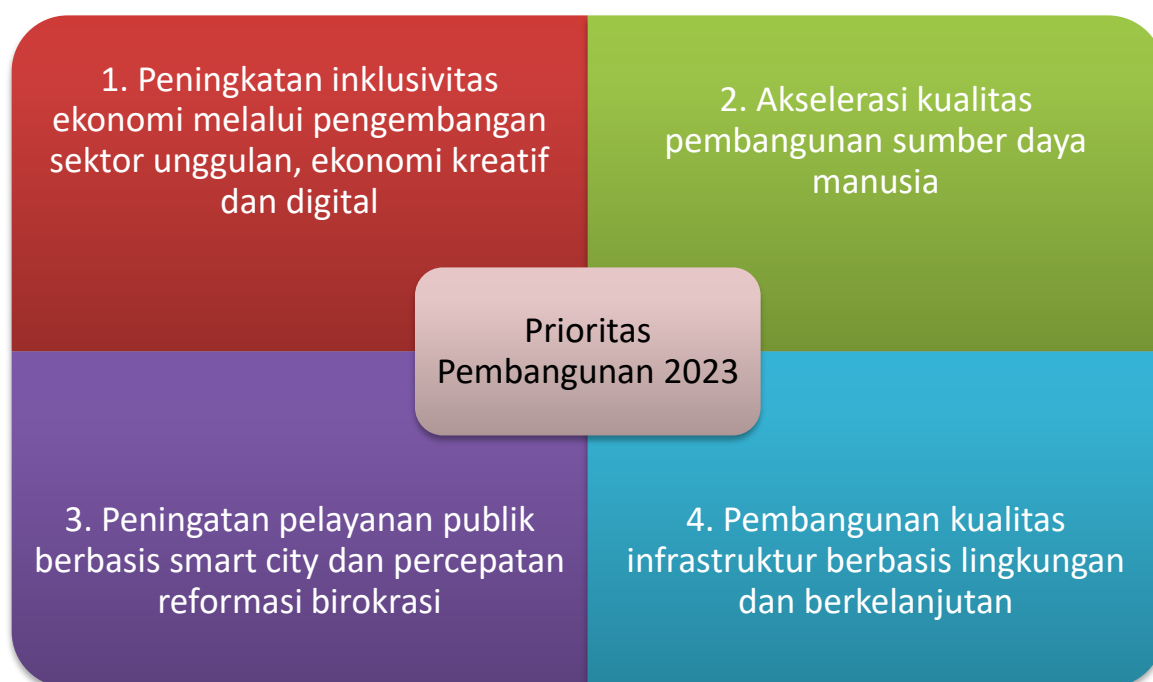 1. Peningkatan inklusivitas
ekonomi melalui pengembangan
sektor unggulan, ekonomi kreatif
dan digital
2. Akselerasi kualitas
pembangunan sumber daya
manusia
Prioritas
Pembangunan 2023
3. Peningatan pelayanan publik
berbasis smart city dan percepatan
reformasi birokrasi
4. Pembangunan kualitas
infrastruktur berbasis lingkungan
dan berkelanjutan